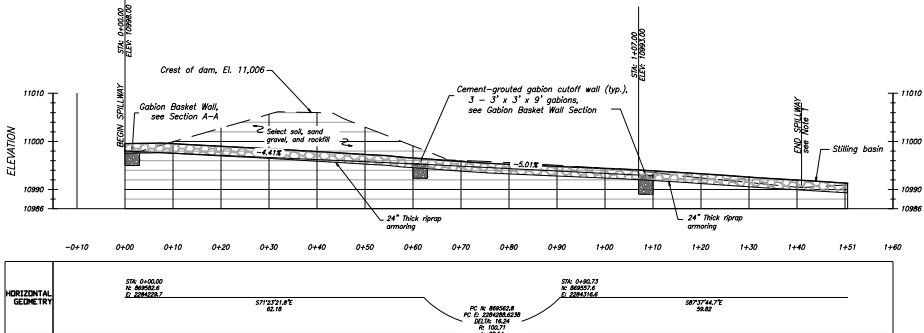 STA: 0+00.00
ELEV: 10998.00
STA: 1+07.00
ELEV: 10993.00
Crest of dam, El. 11,006
Cement-grouted gabion cutoff wall (typ.),
3 - 3' x 3' x 9' gabions,
see Gabion Basket Wall Section
Gabion Basket Wall,
see Section A-A
BEGIN SPILLWAY
END SPILLWAY
see Note 1
Select soil, sand
gravel, and rockfill
Stilling basin
ELEVATION
11010
11000
10990
10986
11010
11000
10990
10986
-4.41%
-5.01%
24" Thick riprap
armoring
24" Thick riprap
armoring
-0+10 0+00 0+10 0+20 0+30 0+40 0+50 0+60 0+70 0+80 0+90 1+00 1+10 1+20 1+30 1+40 1+51 1+60
HORIZONTAL
GEOMETRY
STA: 0+00.00
N: 869582.6
E: 2284229.7
S71°23'21.8"E
62.18
PC N: 869562.8
PC E: 2284288.6238
DELTA: 16.24
R: 100.71
STA: 0+90.73
N: 869557.6
E: 2284316.6
S87°37'44.7"E
59.82